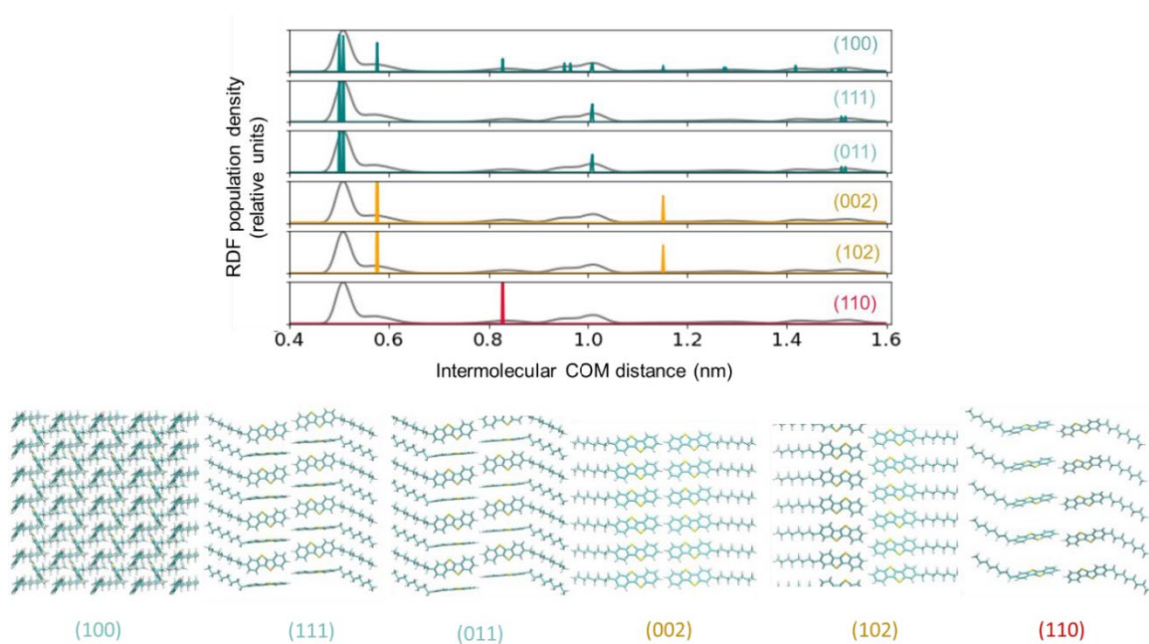 (100)
(111)
(011)
(002)
(102)
(110)
RDF population density
(relative units)
0.4 0.6 0.8 1.0 1.2 1.4 1.6
Intermolecular COM distance (nm)
(100) (111) (011) (002) (102) (110)